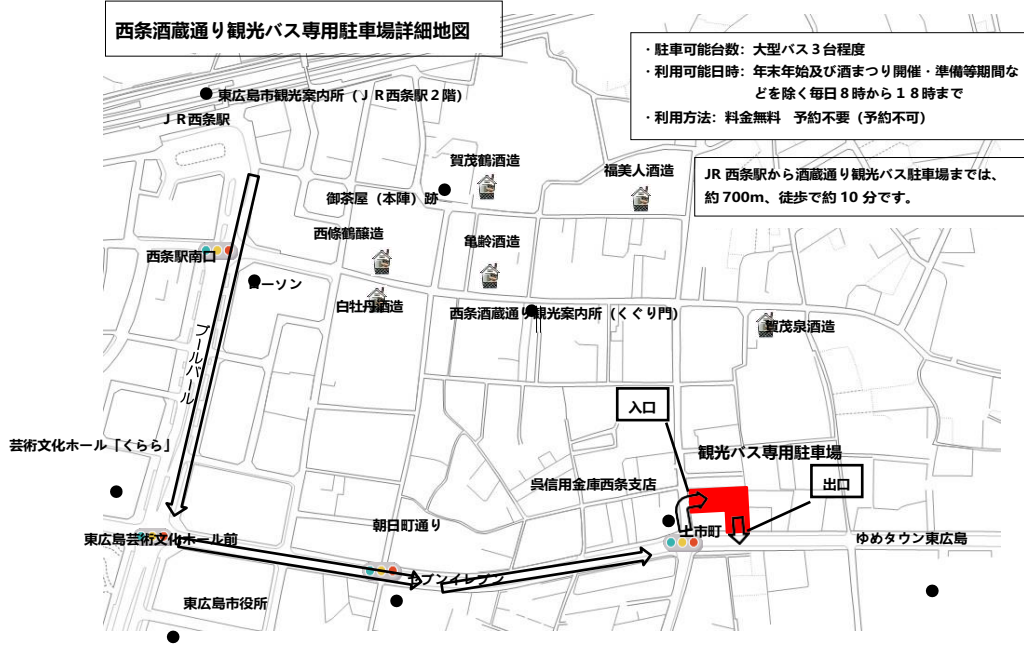 西条酒蔵通り観光バス専用駐車場詳細地図
・駐車可能台数：大型バス３台程度
・利用可能日時：年末年始及び酒まつり開催・準備等期間な
どを除く毎日８時から１８時まで
・利用方法：料金無料　予約不要（予約不可）
東広島市観光案内所（ＪＲ西条駅２階）
ＪＲ西条駅
賀茂鶴酒造
福美人酒造
JR 西条駅から酒蔵通り観光バス駐車場までは、
約 700m、徒歩で約 10 分です。
御茶屋（本陣）跡
西條鶴醸造
亀齢酒造
西条駅南口
ローソン
白牡丹酒造
西条酒蔵通り観光案内所（くぐり門）
賀茂泉酒造
ブールバール
入口
芸術文化ホール「くらら」
観光バス専用駐車場
呉信用金庫西条支店
出口
朝日町通り
上市町
東広島芸術文化ホール前
ゆめタウン東広島
セブンイレブン
東広島市役所